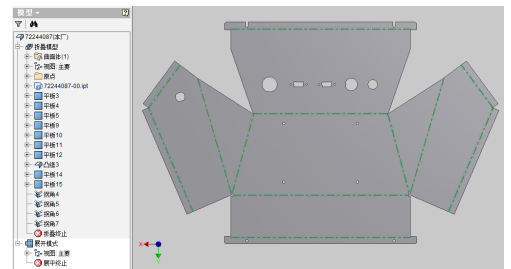 模型
72244087(本厂)
折叠模型
曲面体(1)
视图: 主要
原点
72244087-00.ipt
平板3
平板4
平板5
平板9
平板10
平板11
平板12
凸缝3
平板14
平板15
拐角4
拐角5
拐角6
拐角7
折叠终止
展开模式
视图: 主要
展平终止
X
Y